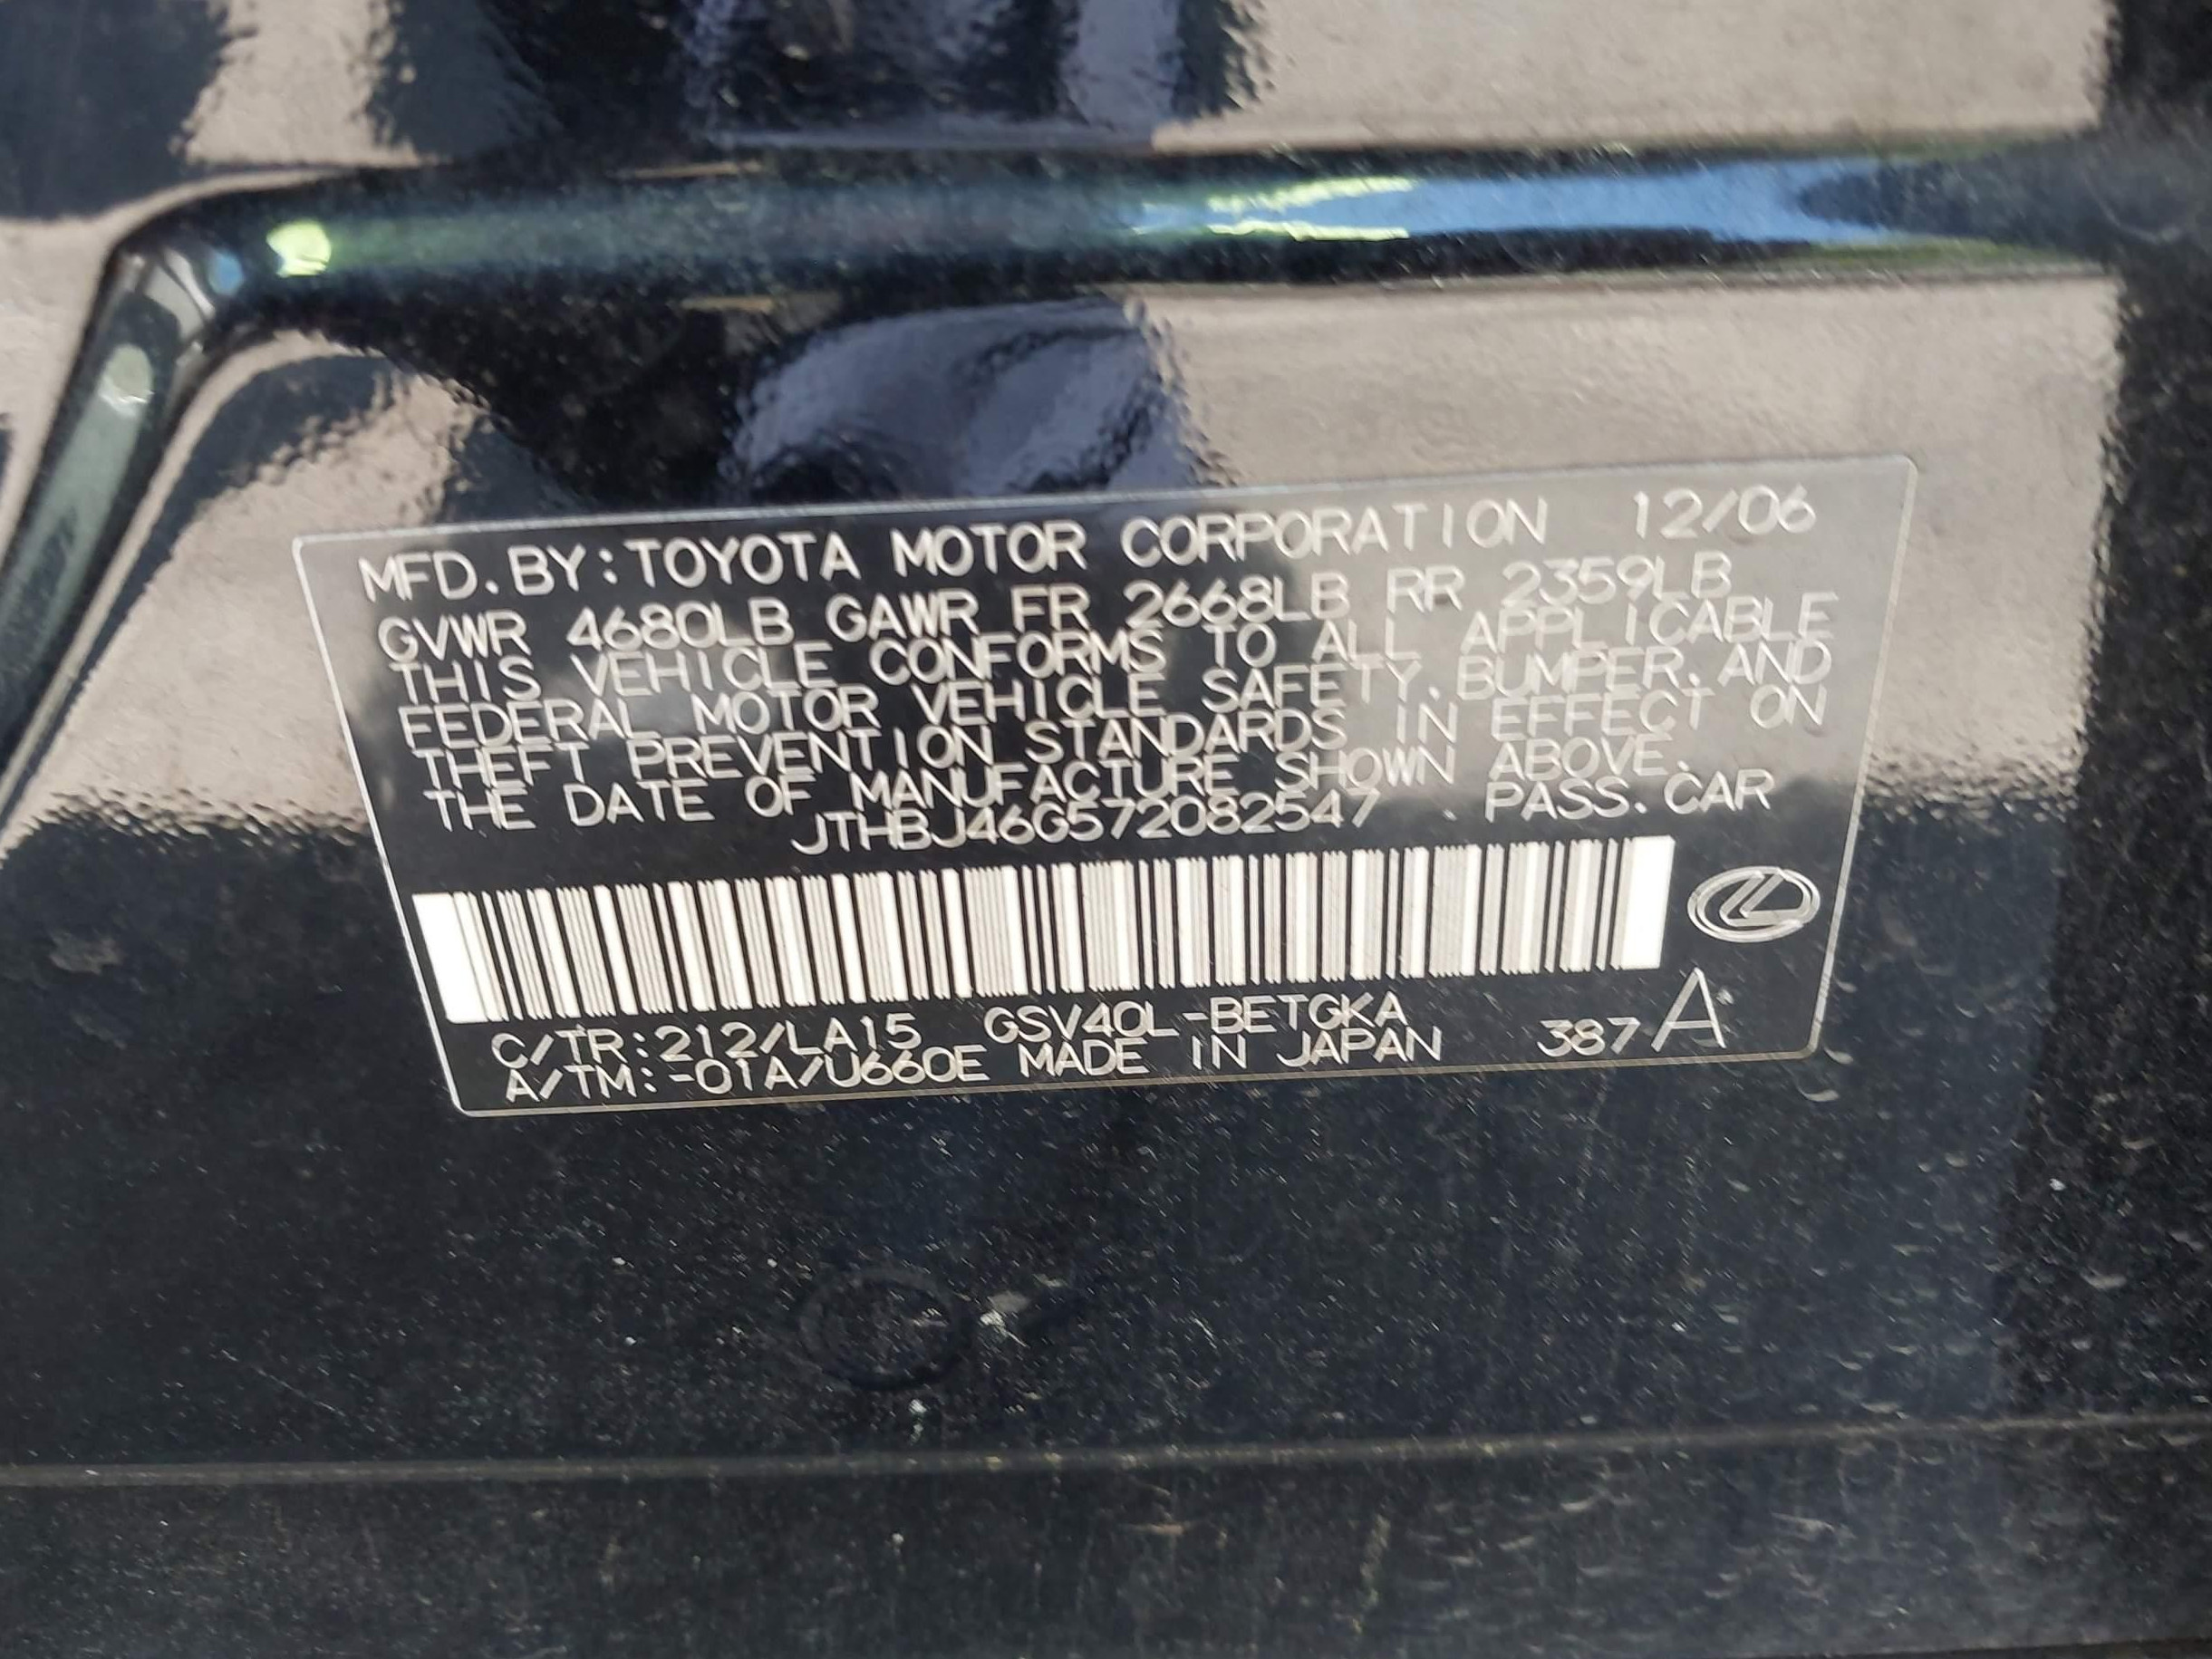 MFD.BY:TOYOTA MOTOR CORPORATION 12/06
GVWR 4680LB GAWR FR 2668LB RR 2359LB
THIS VEHICLE CONFORMS TO ALL APPLICABLE
FEDERAL MOTOR VEHICLE SAFETY.BUMPER.AND
THEFT PREVENTION STANDARDS IN EFFECT ON
THE DATE OF MANUFACTURE SHOWN ABOVE.
JTHBJ46G572082547 PASS.CAR
C/TR:212/LA15 GSV40L-BETGKA
A/TM:-01A/U660E MADE IN JAPAN 387A